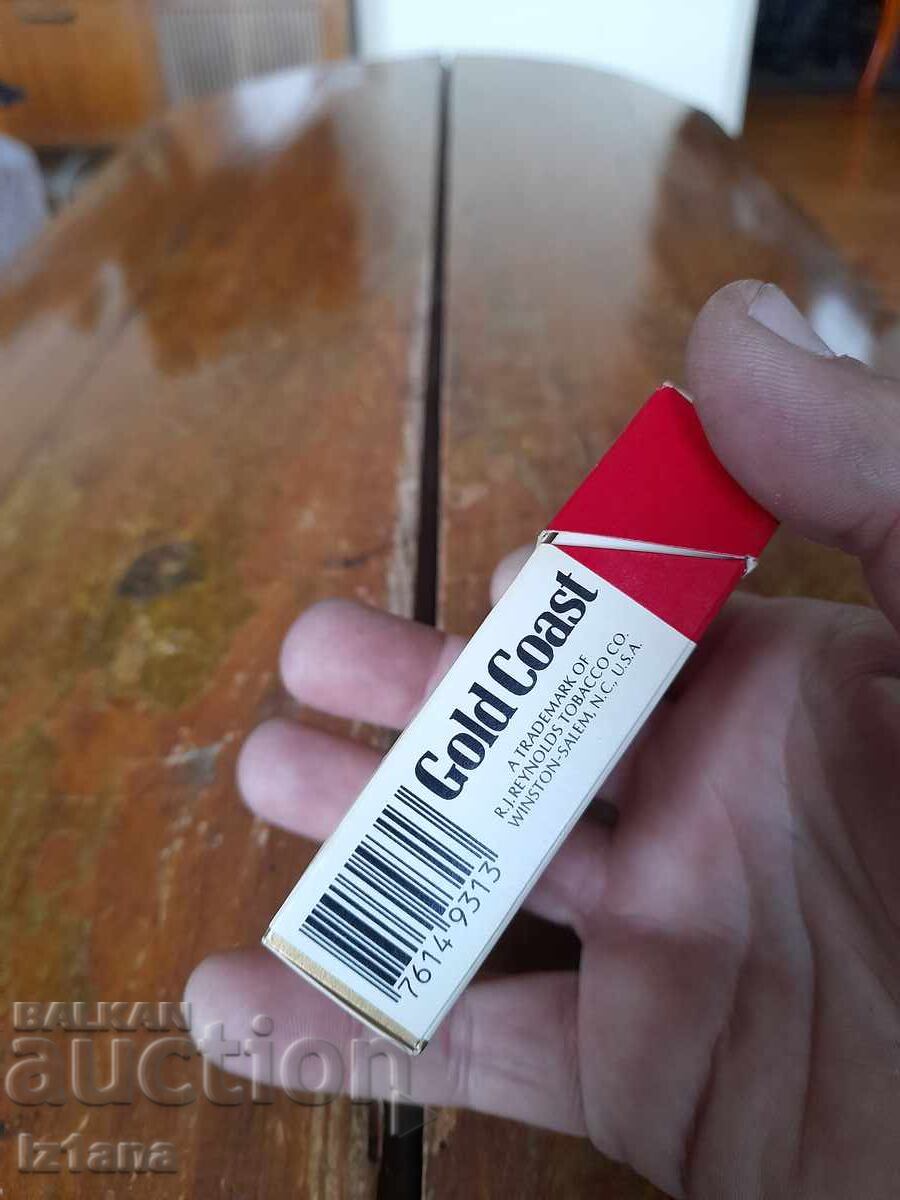 Gold Coast
A TRADEMARK OF
R.J.REYNOLDS TOBACCO CO.
WINSTON-SALEM, N.C., U.S.A.
7614 9313
BALKAN
auction
Iz1ana